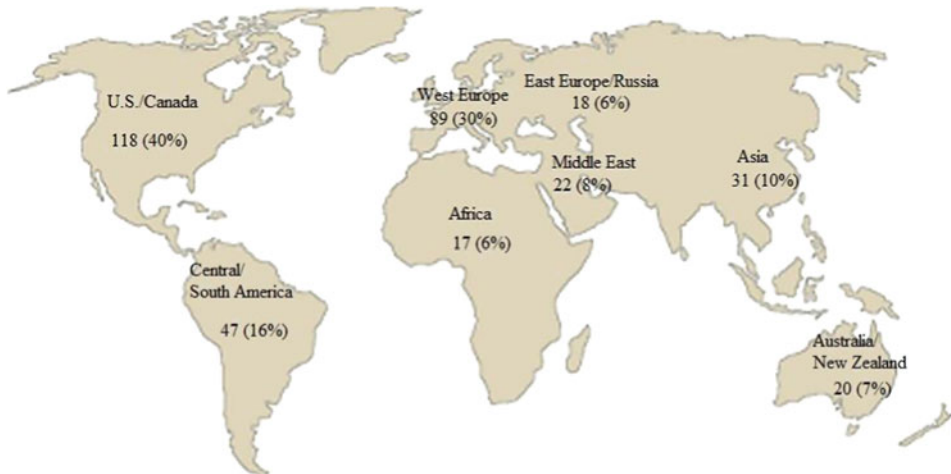 U.S./Canada
118 (40%)
West Europe
89 (30%)
East Europe/Russia
18 (6%)
Middle East
22 (8%)
Asia
31 (10%)
Africa
17 (6%)
Central/
South America
47 (16%)
Australia/
New Zealand
20 (7%)